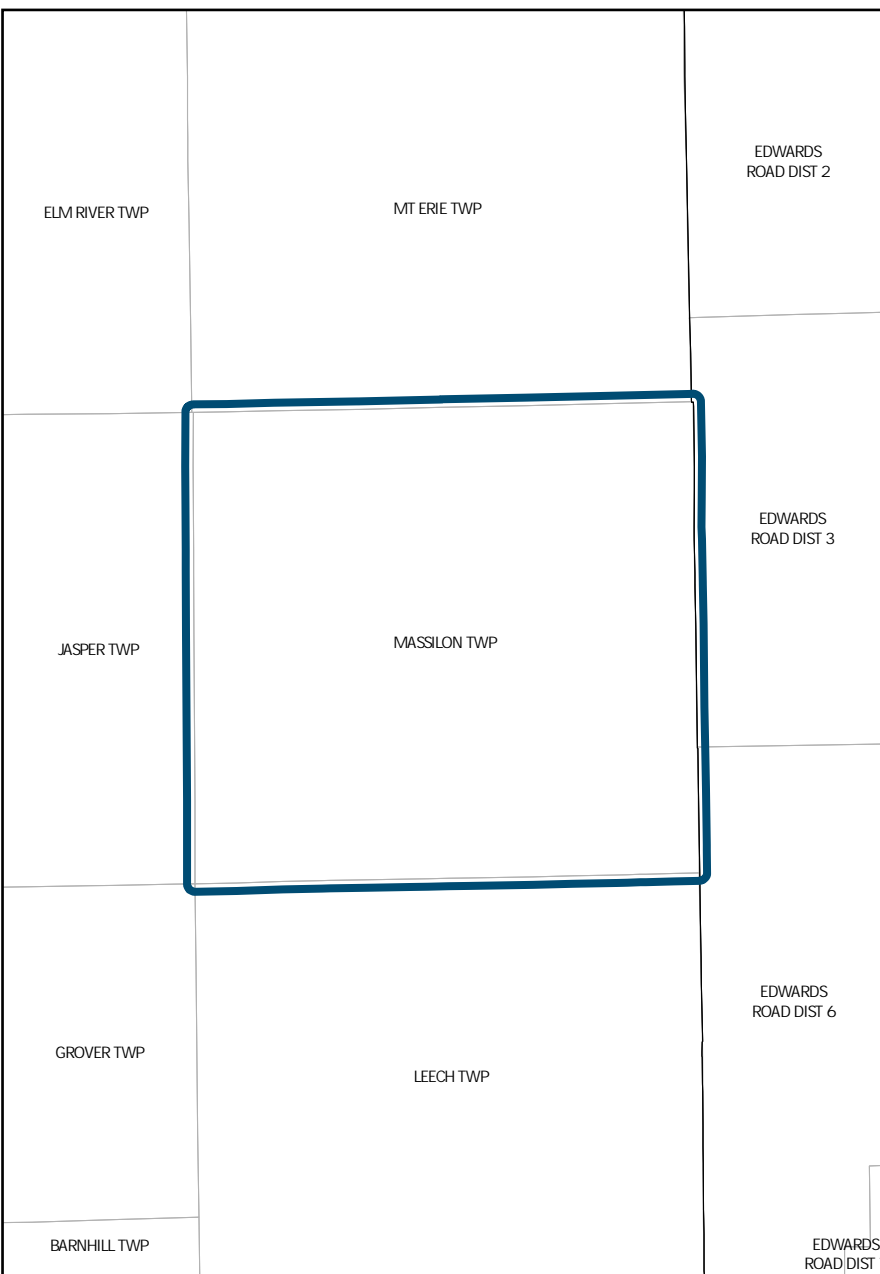 EDWARDS
ROAD DIST 2
ELM RIVER TWP
MT ERIE TWP
EDWARDS
ROAD DIST 3
JASPER TWP
MASSILON TWP
EDWARDS
ROAD DIST 6
GROVER TWP
LEECH TWP
BARNHILL TWP
EDWARDS
ROAD DIST